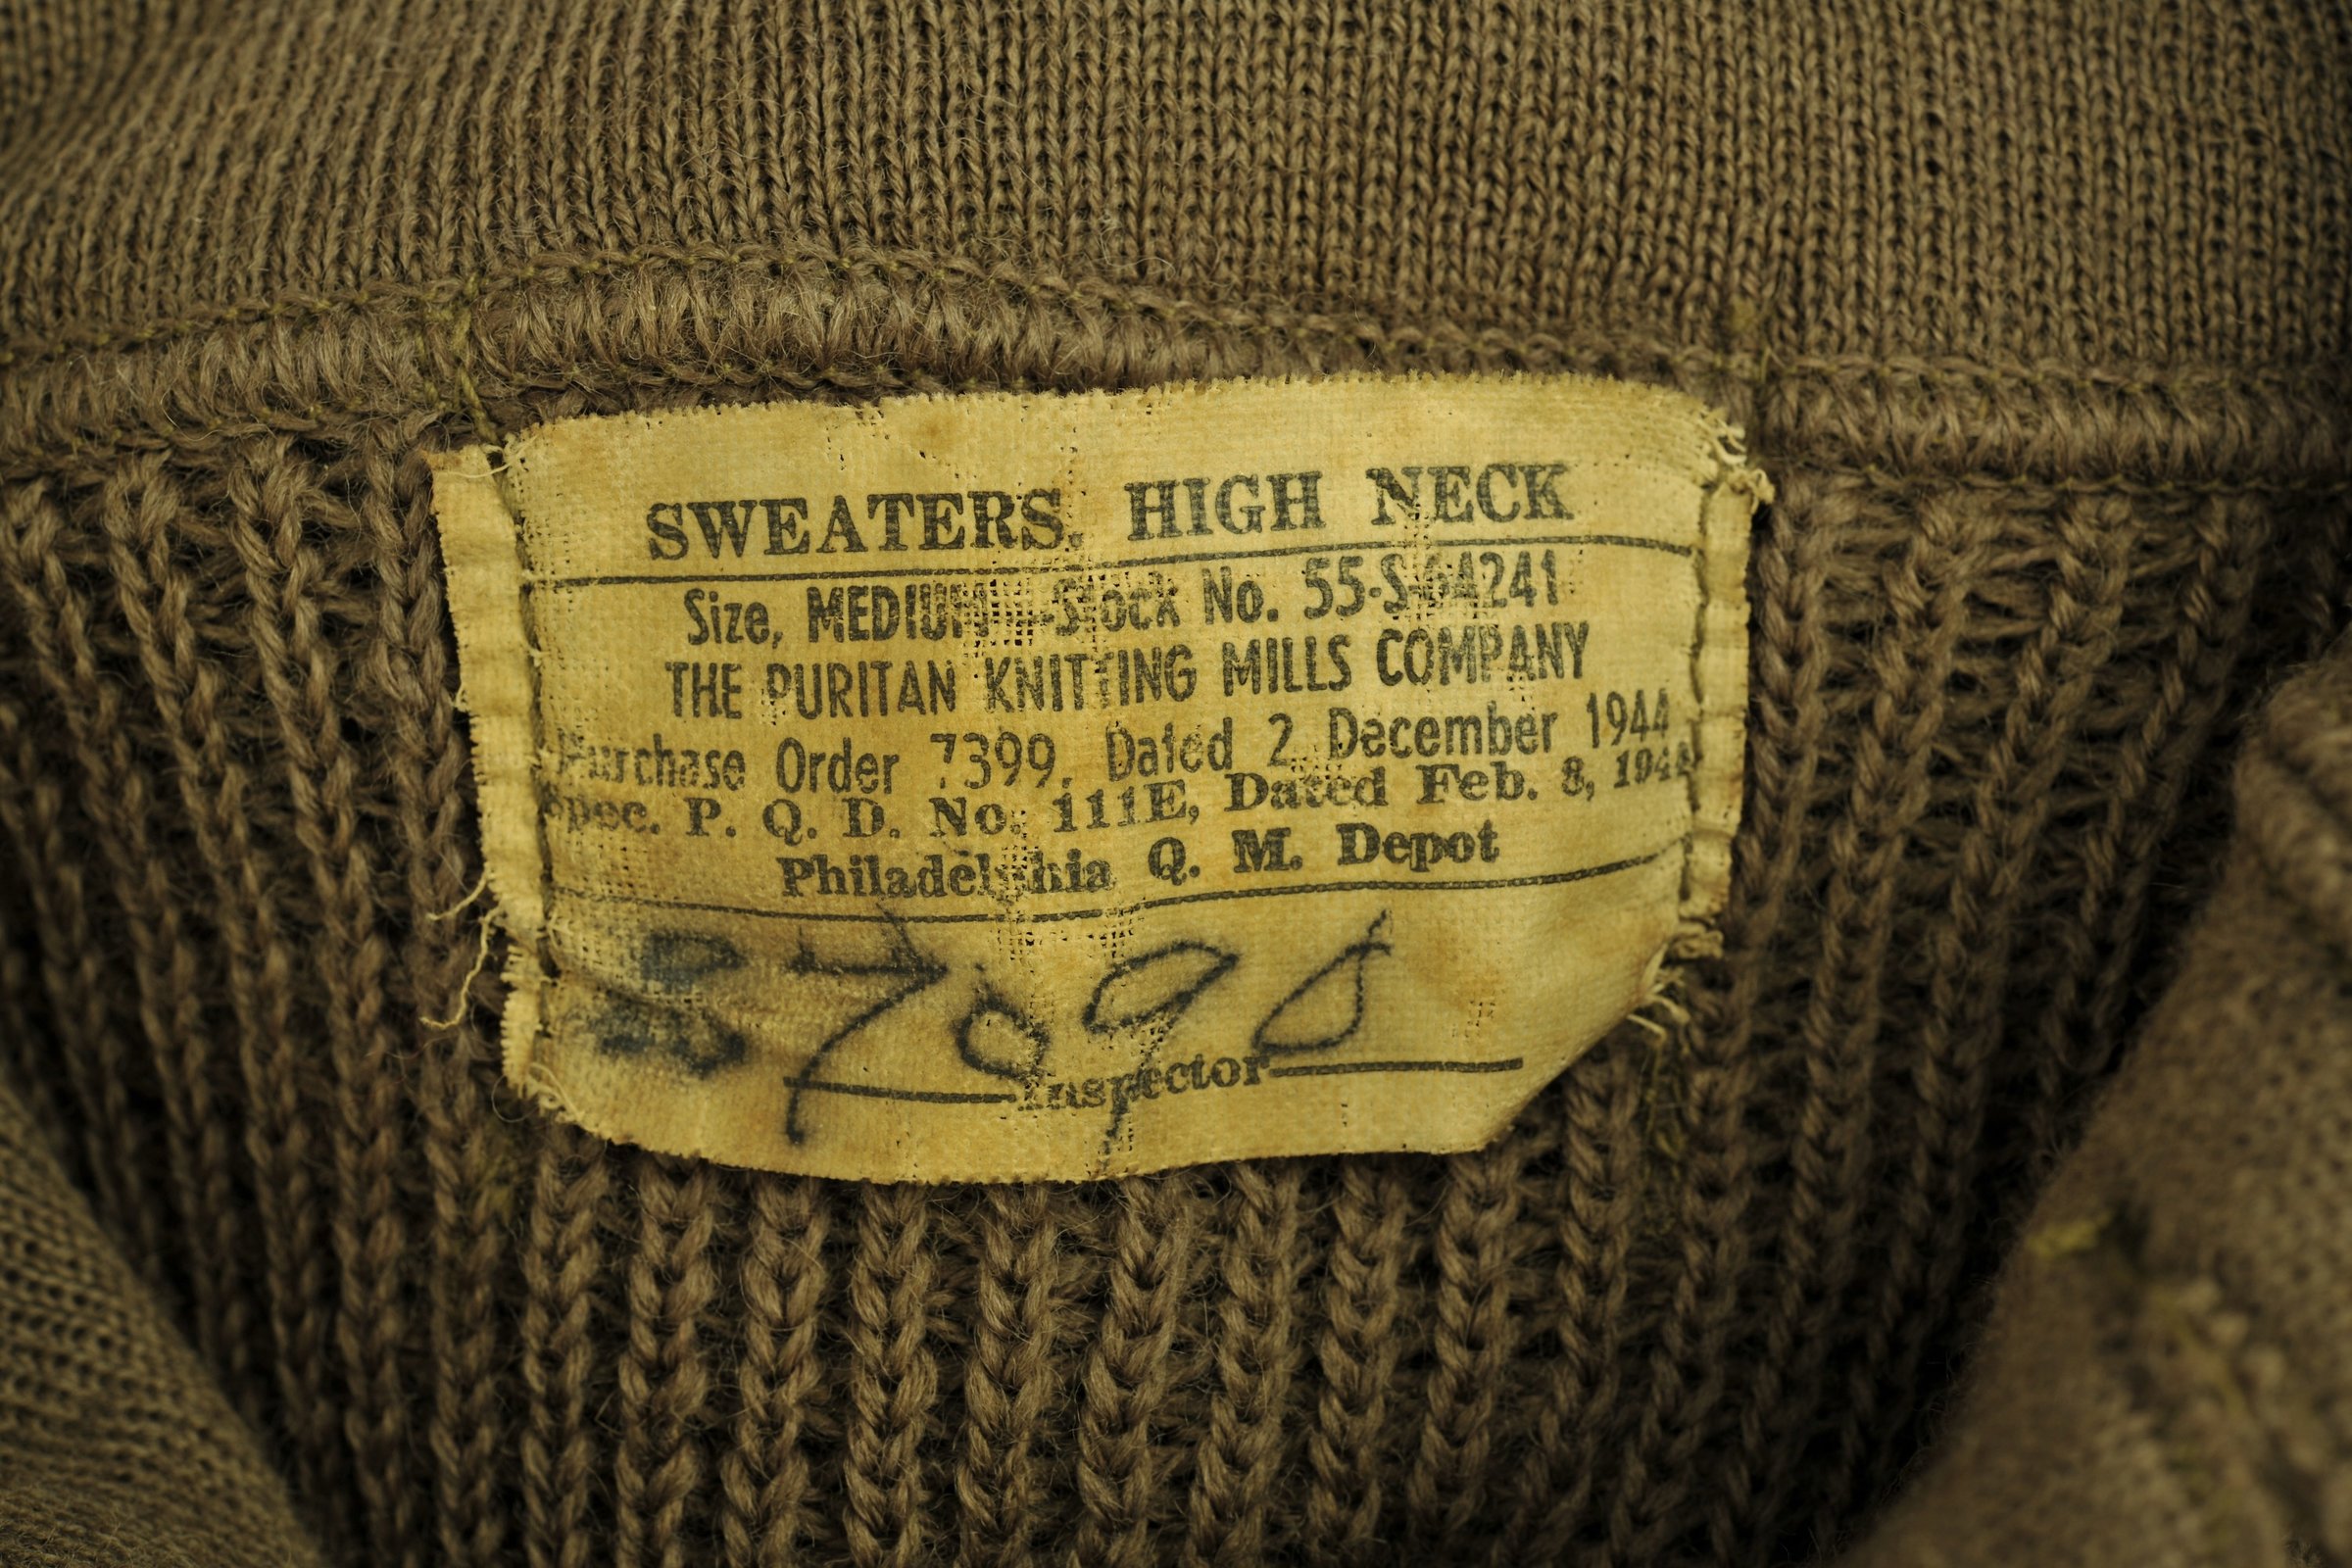 SWEATERS, HIGH NECK
Size, MEDIUM Stock No. 55-S-04241
THE PURITAN KNITTING MILLS COMPANY
Purchase Order 7399, Dated 2 December 1944
Spec. P. Q. D. No. 111E, Dated Feb. 8, 1944
Philadelphia Q. M. Depot
Inspector